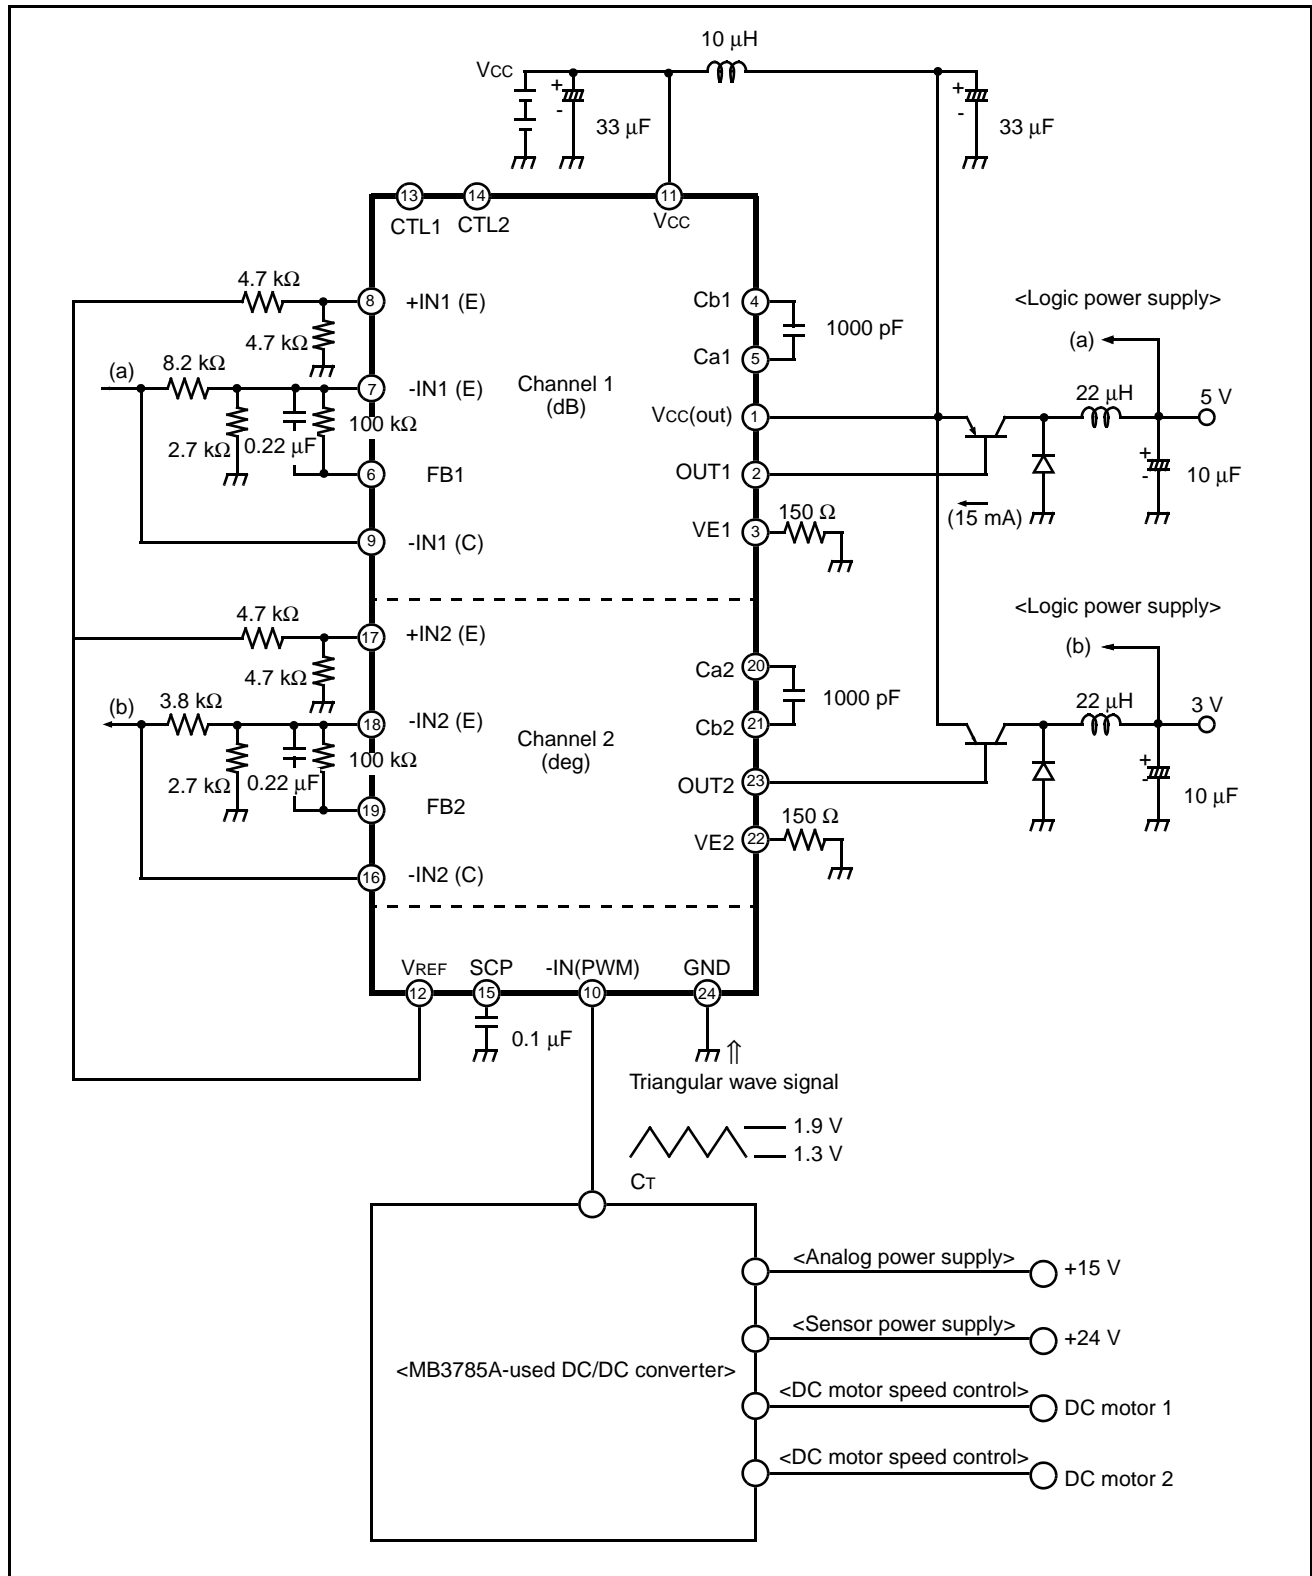 10 µH
VCC
+
-
33 µF
+
-
33 µF
13
14
11
CTL1
CTL2
VCC
4.7 kΩ
8
+IN1 (E)
4.7 kΩ
(a)
8.2 kΩ
7
-IN1 (E)
100 kΩ
2.7 kΩ
0.22 µF
6
FB1
9
-IN1 (C)
Channel 1
(dB)
Cb1
4
1000 pF
Ca1
5
VCC(out)
1
OUT1
2
VE1
3
150 Ω
(15 mA)
<Logic power supply>
(a)
22 µH
5 V
+
-
10 µF
4.7 kΩ
17
+IN2 (E)
4.7 kΩ
(b)
3.8 kΩ
18
-IN2 (E)
100 kΩ
2.7 kΩ
0.22 µF
19
FB2
16
-IN2 (C)
Channel 2
(deg)
Ca2
20
1000 pF
Cb2
21
OUT2
23
VE2
22
150 Ω
<Logic power supply>
(b)
22 µH
3 V
+
-
10 µF
VREF
SCP
-IN(PWM)
GND
12
15
10
24
0.1 µF
⇑
Triangular wave signal
1.9 V
1.3 V
CT
<MB3785A-used DC/DC converter>
<Analog power supply>
+15 V
<Sensor power supply>
+24 V
<DC motor speed control>
DC motor 1
<DC motor speed control>
DC motor 2